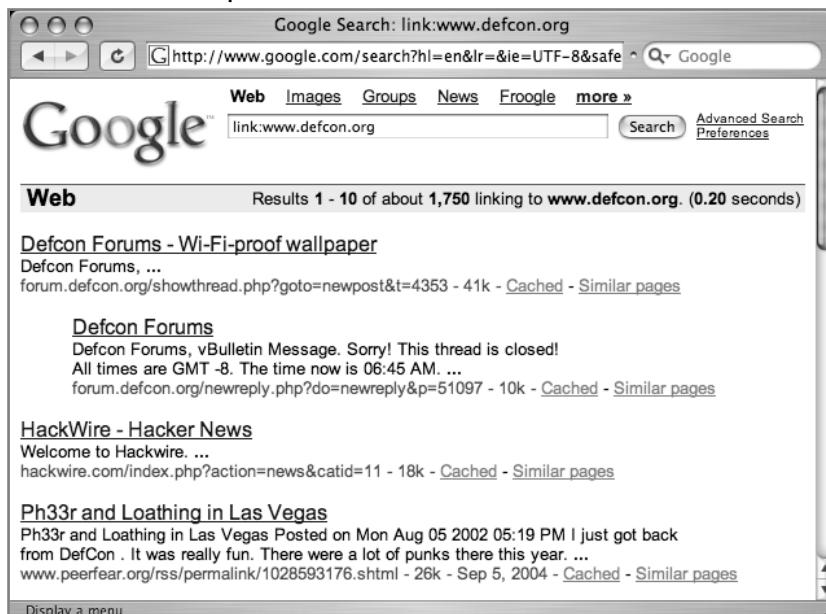 Google Search: link:www.defcon.org
G http://www.google.com/search?hl=en&lr=&ie=UTF-8&safe Google
Web Images Groups News Froogle more »
Google™
link:www.defcon.org Search Advanced Search
Preferences
Web Results 1 - 10 of about 1,750 linking to www.defcon.org. (0.20 seconds)
Defcon Forums - Wi-Fi-proof wallpaper
Defcon Forums, ...
forum.defcon.org/showthread.php?goto=newpost&t=4353 - 41k - Cached - Similar pages
Defcon Forums
Defcon Forums, vBulletin Message. Sorry! This thread is closed!
All times are GMT -8. The time now is 06:45 AM. ...
forum.defcon.org/newreply.php?do=newreply&p=51097 - 10k - Cached - Similar pages
HackWire - Hacker News
Welcome to Hackwire. ...
hackwire.com/index.php?action=news&catid=11 - 18k - Cached - Similar pages
Ph33r and Loathing in Las Vegas
Ph33r and Loathing in Las Vegas Posted on Mon Aug 05 2002 05:19 PM I just got back
from DefCon . It was really fun. There were a lot of punks there this year. ...
www.peerfear.org/rss/permalink/1028593176.shtml - 26k - Sep 5, 2004 - Cached - Similar pages
Display a menu